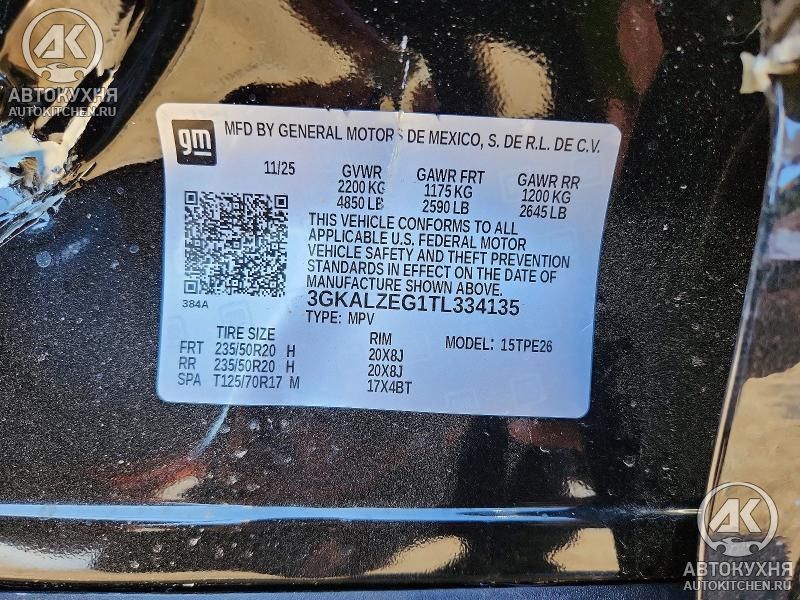 АК
АВТОКУХНЯ
AUTOKITCHEN.RU
gm MFD BY GENERAL MOTORS DE MEXICO, S. DE R.L. DE C.V.
11/25 GVWR GAWR FRT GAWR RR
2200 KG 1175 KG 1200 KG
4850 LB 2590 LB 2645 LB
THIS VEHICLE CONFORMS TO ALL
APPLICABLE U.S. FEDERAL MOTOR
VEHICLE SAFETY AND THEFT PREVENTION
STANDARDS IN EFFECT ON THE DATE OF
MANUFACTURE SHOWN ABOVE.
384A 3GKALZEG1TL334135
TYPE: MPV
TIRE SIZE RIM MODEL: 15TPE26
FRT 235/50R20 H 20X8J
RR 235/50R20 H 20X8J
SPA T125/70R17 M 17X4BT
АК
АВТОКУХНЯ
AUTOKITCHEN.RU